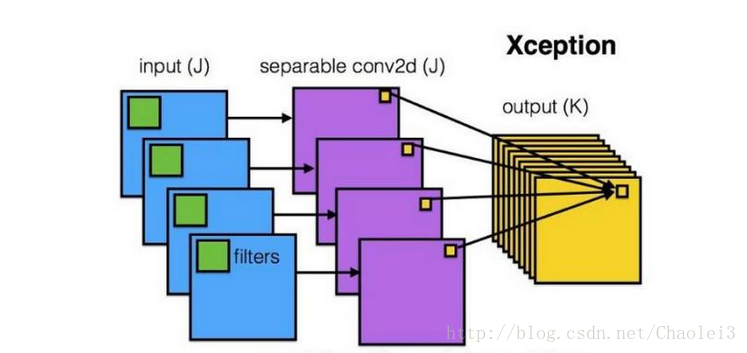 Xception
input (J)
separable conv2d (J)
output (K)
filters
http://blog.csdn.net/Chaolei3